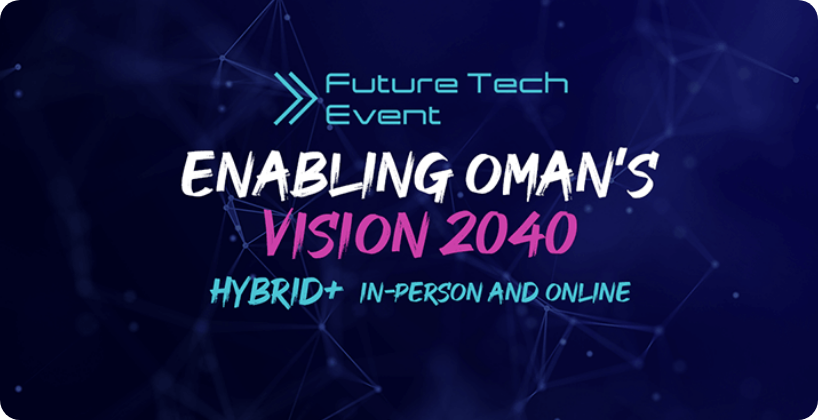 Future Tech
Event
ENABLING OMAN'S
VISION 2040
HYBRID+ IN-PERSON AND ONLINE